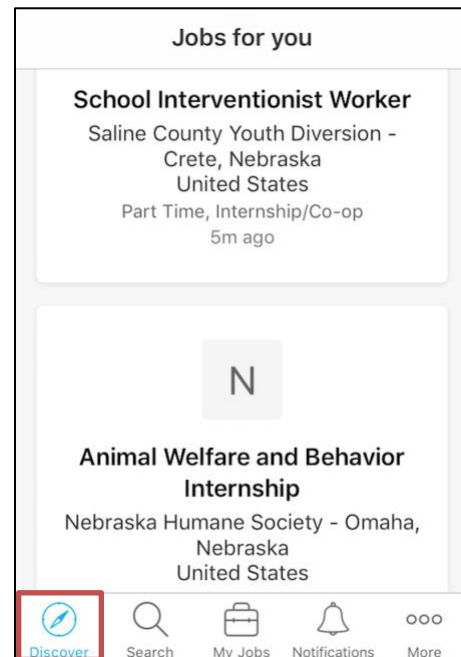 Jobs for you
School Interventionist Worker
Saline County Youth Diversion -
Crete, Nebraska
United States
Part Time, Internship/Co-op
5m ago
N
Animal Welfare and Behavior
Internship
Nebraska Humane Society - Omaha,
Nebraska
United States
Discover Search My Jobs Notifications More